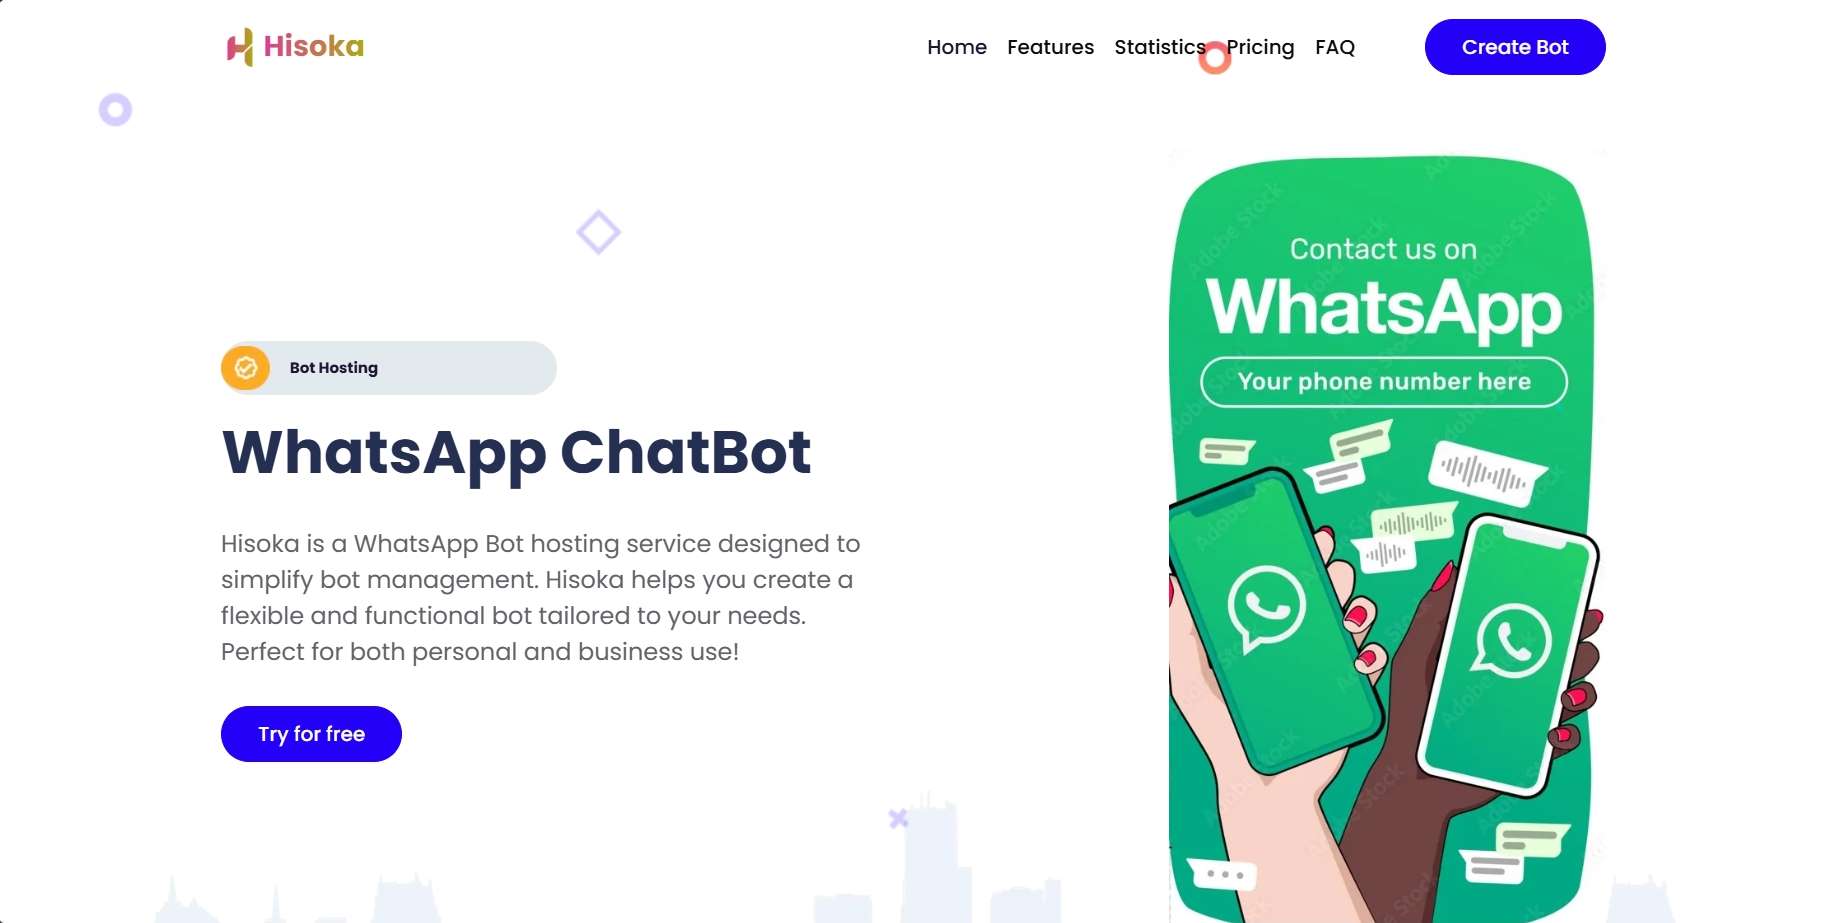 Hisoka
Home Features Statistics Pricing FAQ
Create Bot
Bot Hosting
WhatsApp ChatBot
Hisoka is a WhatsApp Bot hosting service designed to
simplify bot management. Hisoka helps you create a
flexible and functional bot tailored to your needs.
Perfect for both personal and business use!
Try for free
Contact us on
WhatsApp
Your phone number here
Adobe Stock